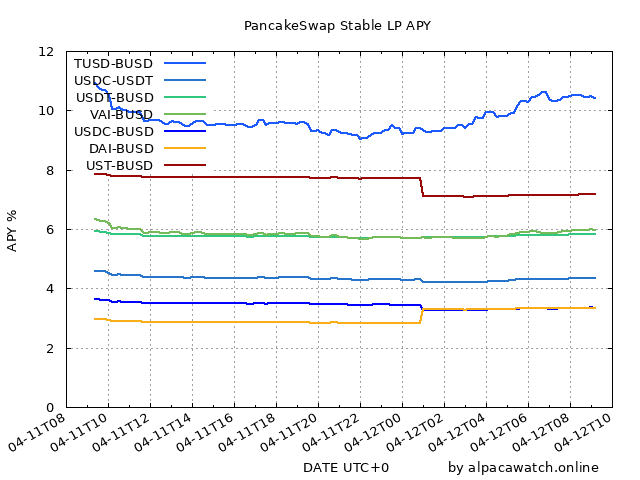 PancakeSwap Stable LP APY
12
10
8
6
4
2
0
APY %
TUSD-BUSD
USDC-USDT
USDT-BUSD
VAI-BUSD
USDC-BUSD
DAI-BUSD
UST-BUSD
04-11T08
04-11T10
04-11T12
04-11T14
04-11T16
04-11T18
04-11T20
04-11T22
04-12T00
04-12T02
04-12T04
04-12T06
04-12T08
04-12T10
DATE UTC+0
by alpacawatch.online